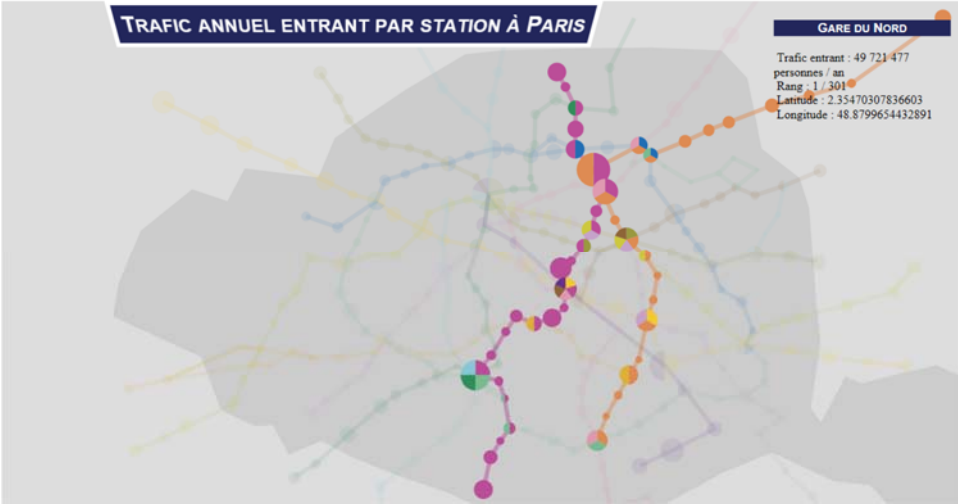 TRAFIC ANNUEL ENTRANT PAR STATION À PARIS
GARE DU NORD
Trafic entrant : 49 721 477
personnes / an
Rang : 1 / 301
Latitude : 2.35470307836603
Longitude : 48.8799654432891